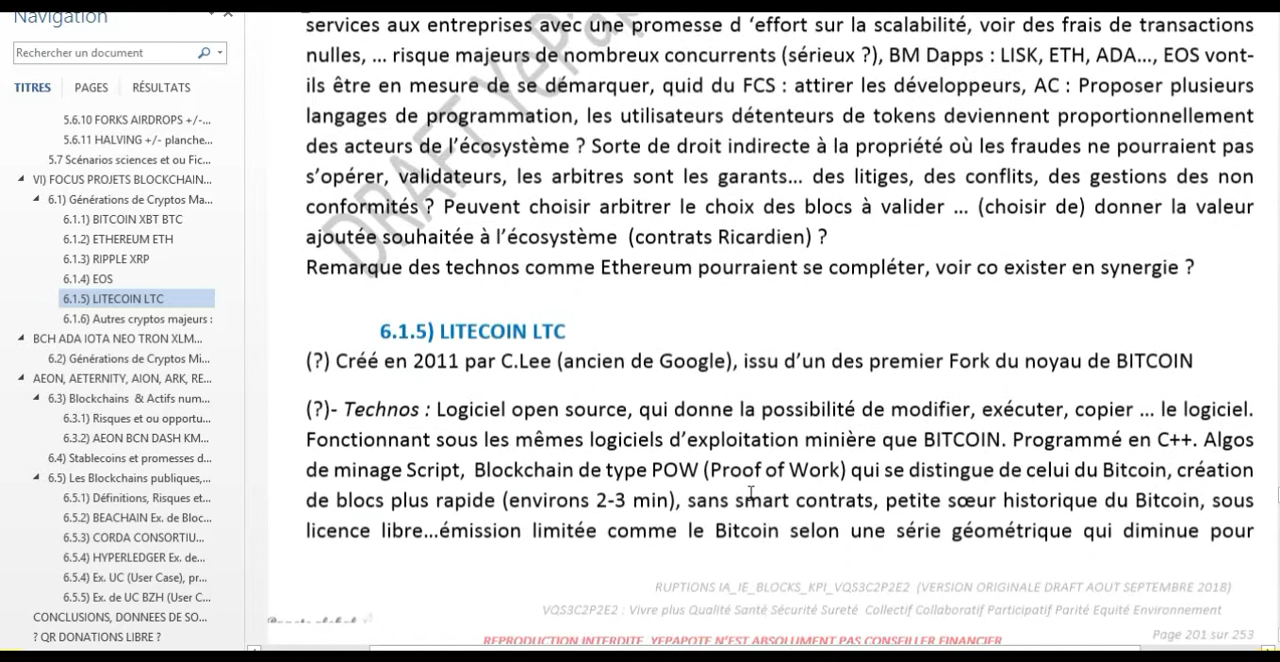 Navigation
Rechercher un document
TITRES PAGES RÉSULTATS
5.6.10 FORKS AIRDROPS +/-...
5.6.11 HALVING +/- planche...
5.7 Scénarios sciences et ou Fic...
VI) FOCUS PROJETS BLOCKCHAIN...
6.1) Générations de Cryptos Ma...
6.1.1) BITCOIN XBT BTC
6.1.2) ETHEREUM ETH
6.1.3) RIPPLE XRP
6.1.4) EOS
6.1.5) LITECOIN LTC
6.1.6) Autres cryptos majeurs :
BCH ADA IOTA NEO TRON XLM...
6.2) Générations de Cryptos Mi...
AEON, AETERNITY, AION, ARK, RE...
6.3) Blockchains & Actifs num...
6.3.1) Risques et ou opportu...
6.3.2) AEON BCN DASH KM...
6.4) Stablecoins et promesses d...
6.5) Les Blockchains publiques,...
6.5.1) Définitions, Risques et...
6.5.2) BEACHAIN Ex. de Bloc...
6.5.3) CORDA CONSORTIU...
6.5.4) HYPERLEDGER Ex. de...
6.5.4) Ex. UC (User Case), pr...
6.5.5) Ex. de UC BZH (User C...
CONCLUSIONS, DONNEES DE SO...
? QR DONATIONS LIBRE ?
services aux entreprises avec une promesse d 'effort sur la scalabilité, voir des frais de transactions
nulles, ... risque majeurs de nombreux concurrents (sérieux ?), BM Dapps : LISK, ETH, ADA..., EOS vont-
ils être en mesure de se démarquer, quid du FCS : attirer les développeurs, AC : Proposer plusieurs
langages de programmation, les utilisateurs détenteurs de tokens deviennent proportionnellement
des acteurs de l'écosystème ? Sorte de droit indirecte à la propriété où les fraudes ne pourraient pas
s'opérer, validateurs, les arbitres sont les garants... des litiges, des conflits, des gestions des non
conformités ? Peuvent choisir arbitrer le choix des blocs à valider ... (choisir de) donner la valeur
ajoutée souhaitée à l'écosystème (contrats Ricardien) ?
Remarque des technos comme Ethereum pourraient se compléter, voir co exister en synergie ?
6.1.5) LITECOIN LTC
(?) Créé en 2011 par C.Lee (ancien de Google), issu d'un des premier Fork du noyau de BITCOIN
(?)- Technos : Logiciel open source, qui donne la possibilité de modifier, exécuter, copier ... le logiciel.
Fonctionnant sous les mêmes logiciels d'exploitation minière que BITCOIN. Programmé en C++. Algos
de minage Script, Blockchain de type POW (Proof of Work) qui se distingue de celui du Bitcoin, création
de blocs plus rapide (environs 2-3 min), sans smart contrats, petite sœur historique du Bitcoin, sous
licence libre...émission limitée comme le Bitcoin selon une série géométrique qui diminue pour
RUPTIONS IA_IE_BLOCKS_KPI_VQS3C2P2E2 (VERSION ORIGINALE DRAFT AOUT SEPTEMBRE 2018)
VQS3C2P2E2 : Vivre plus Qualité Santé Sécurité Sureté Collectif Collaboratif Participatif Parité Equité Environnement
REPRODUCTION INTERDITE YEPAPOTE N'EST ABSOLUMENT PAS CONSEILLER FINANCIER
Page 201 sur 253
DRAFT YePap